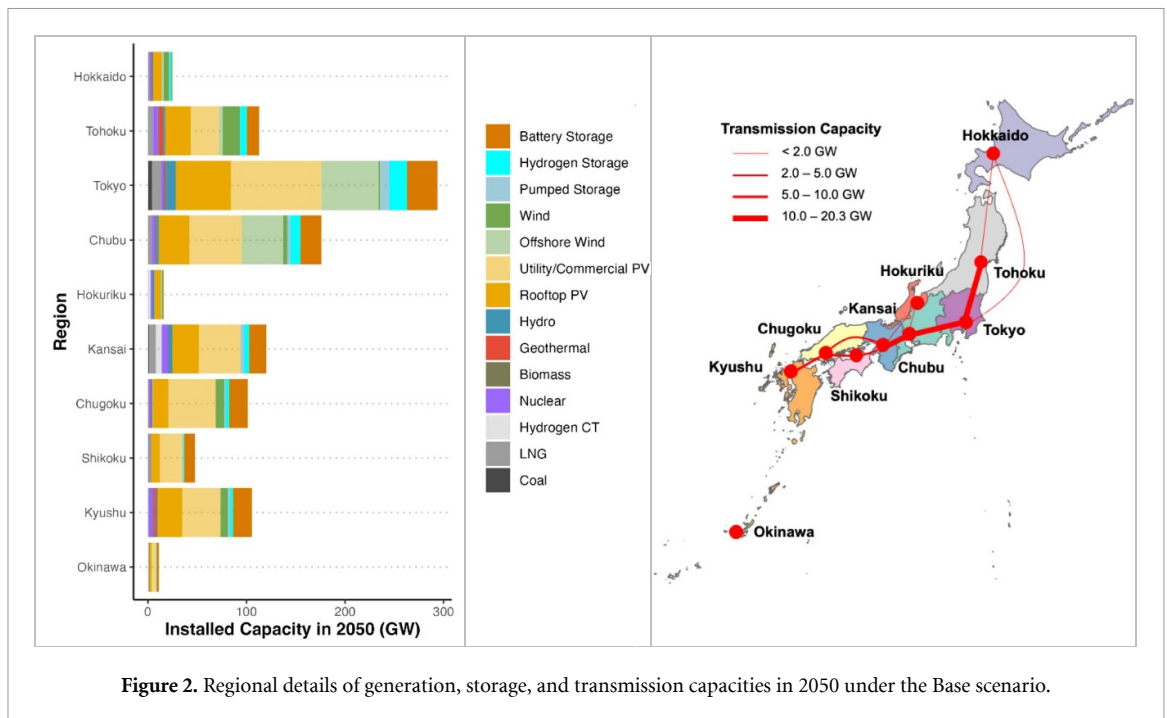 Hokkaido
Tohoku
Tokyo
Chubu
Hokuriku
Kansai
Chugoku
Shikoku
Kyushu
Okinawa
Region
0 100 200 300
Installed Capacity in 2050 (GW)
Battery Storage
Hydrogen Storage
Pumped Storage
Wind
Offshore Wind
Utility/Commercial PV
Rooftop PV
Hydro
Geothermal
Biomass
Nuclear
Hydrogen CT
LNG
Coal
Transmission Capacity
< 2.0 GW
2.0 – 5.0 GW
5.0 – 10.0 GW
10.0 – 20.3 GW
Hokkaido
Tohoku
Hokuriku
Kansai
Tokyo
Chugoku
Kyushu
Chubu
Shikoku
Okinawa
Figure 2. Regional details of generation, storage, and transmission capacities in 2050 under the Base scenario.